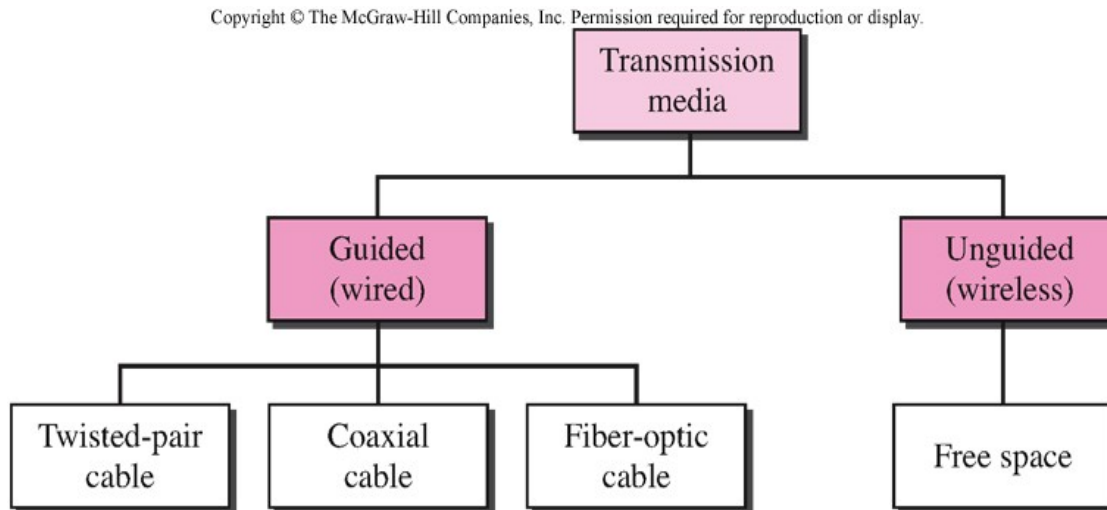 Copyright © The McGraw-Hill Companies, Inc. Permission required for reproduction or display.
Transmission
media
Guided
(wired)
Unguided
(wireless)
Twisted-pair
cable
Coaxial
cable
Fiber-optic
cable
Free space